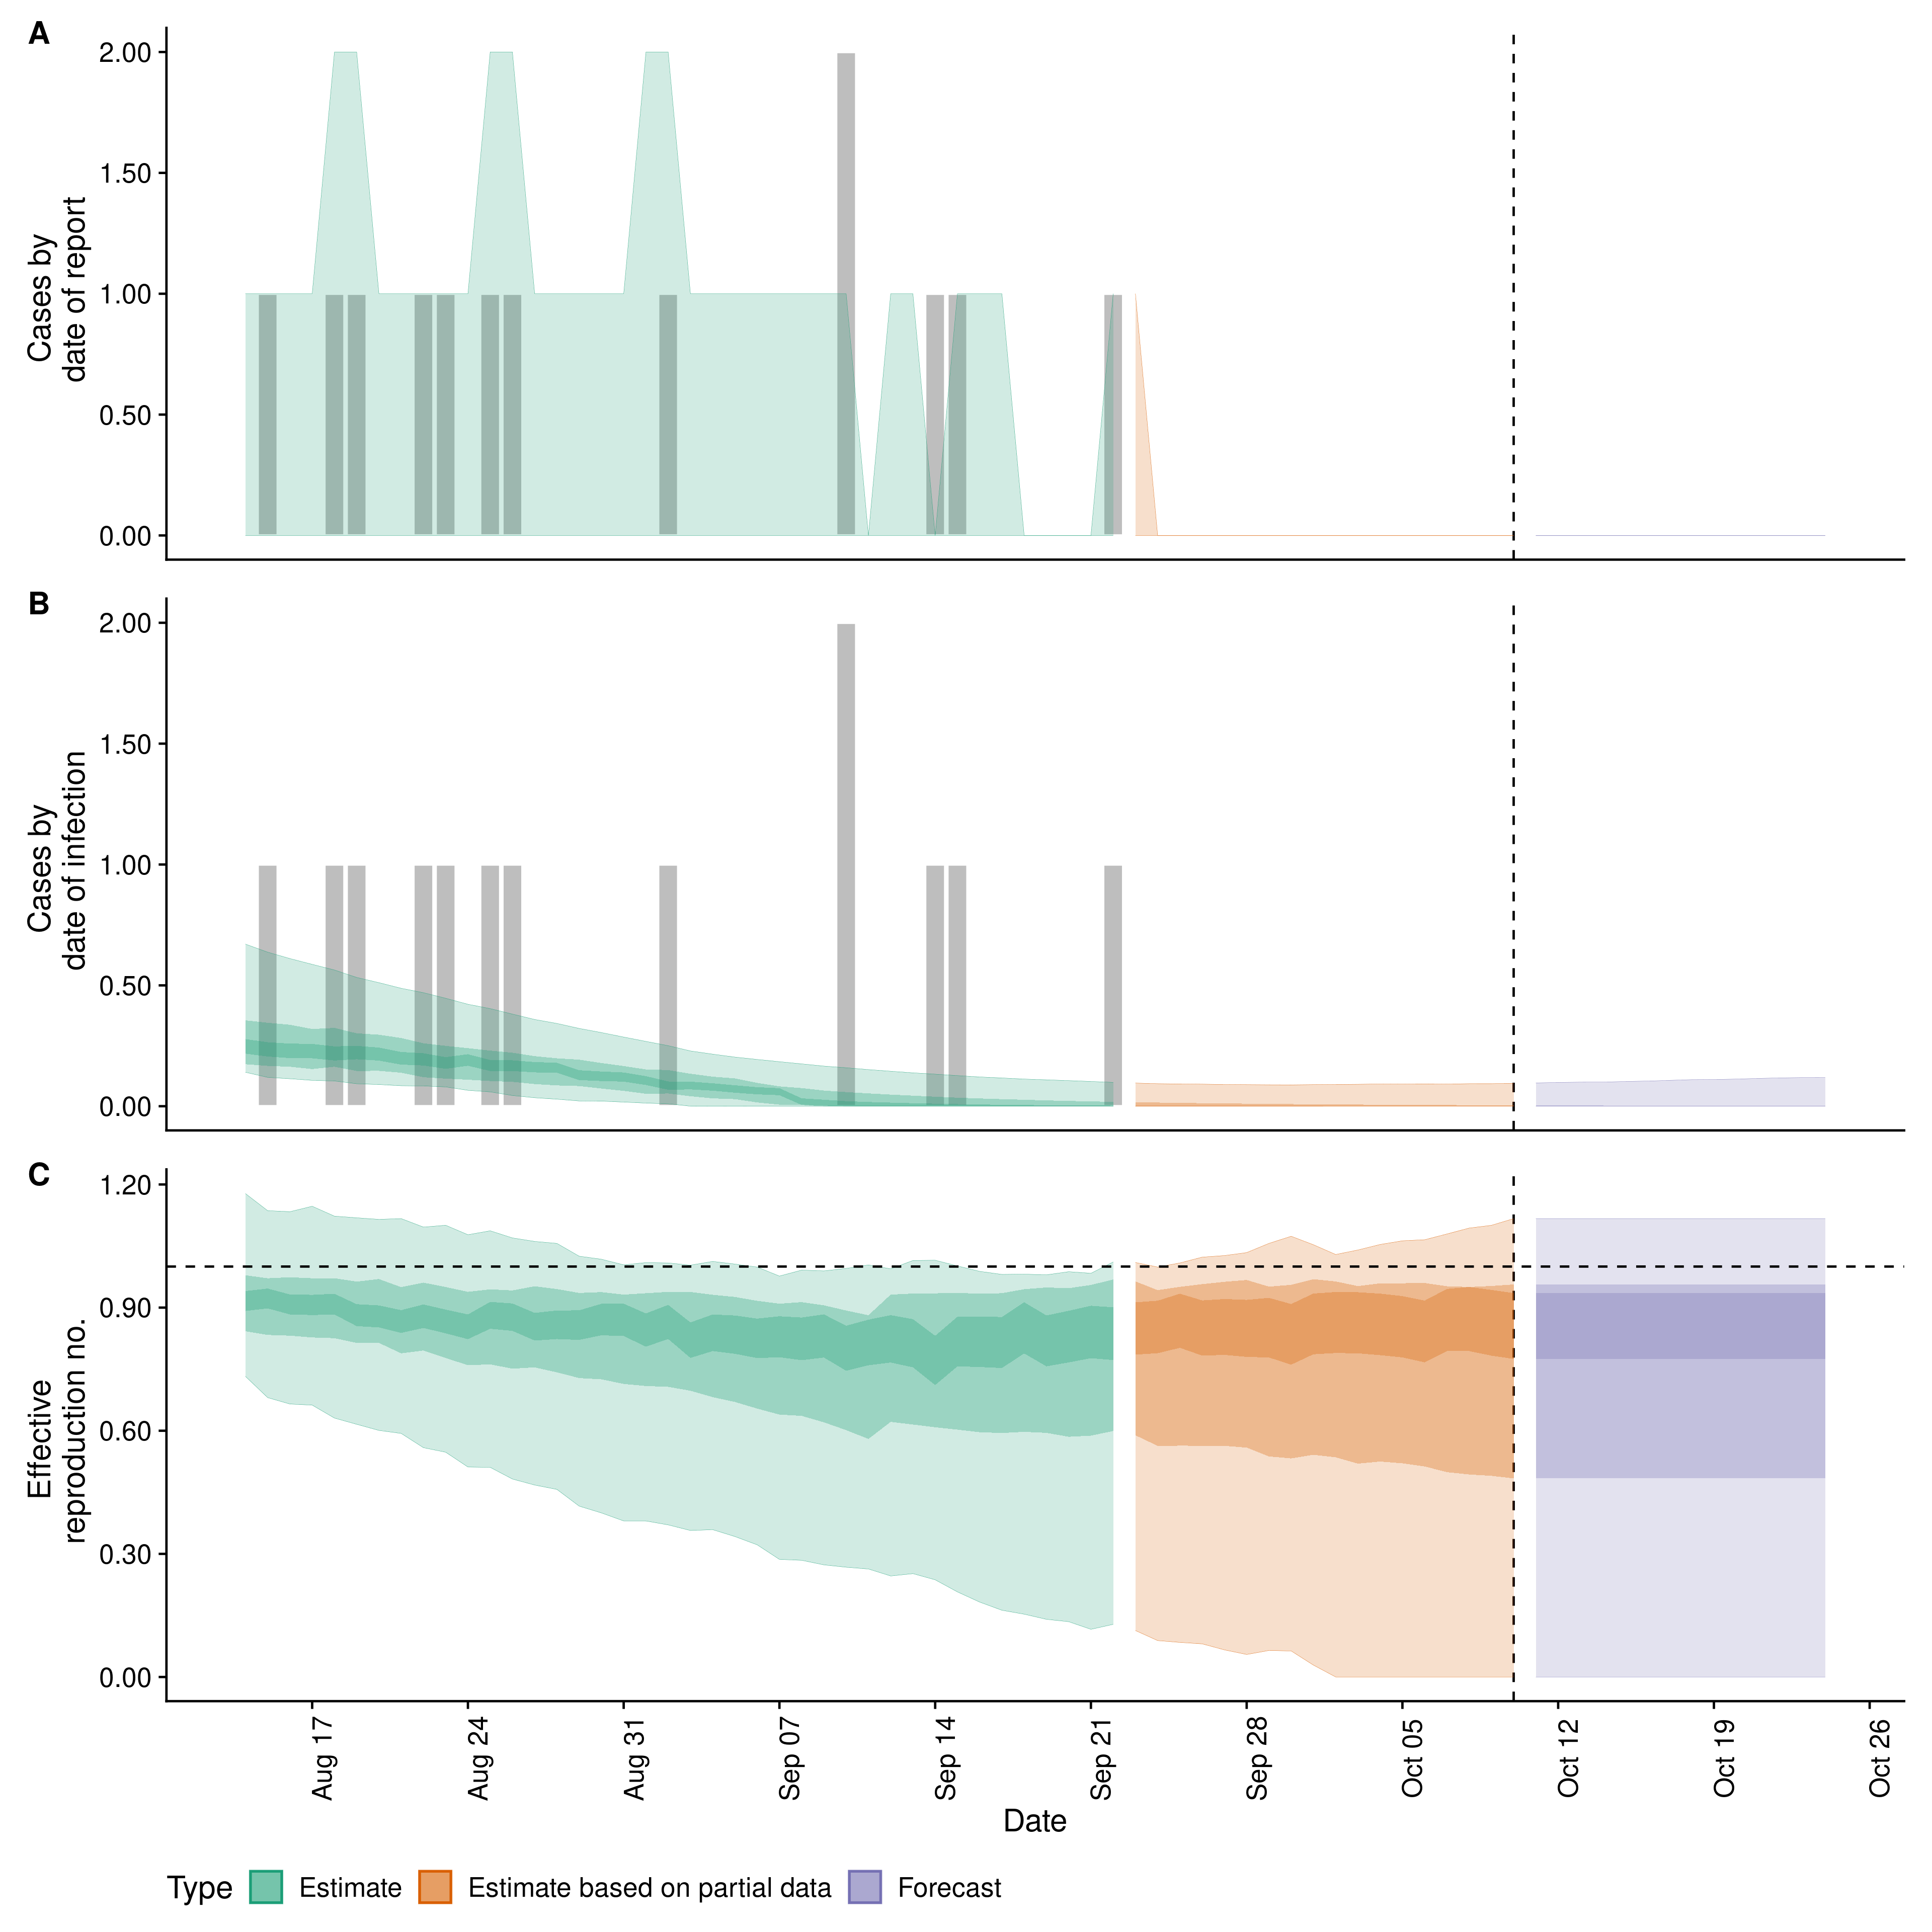 A
2.00
1.50
1.00
0.50
0.00
Cases by
date of report
B
2.00
1.50
1.00
0.50
0.00
Cases by
date of infection
C
1.20
0.90
0.60
0.30
0.00
Effective
reproduction no.
Aug 17
Aug 24
Aug 31
Sep 07
Sep 14
Sep 21
Sep 28
Oct 05
Oct 12
Oct 19
Oct 26
Date
Type Estimate Estimate based on partial data Forecast